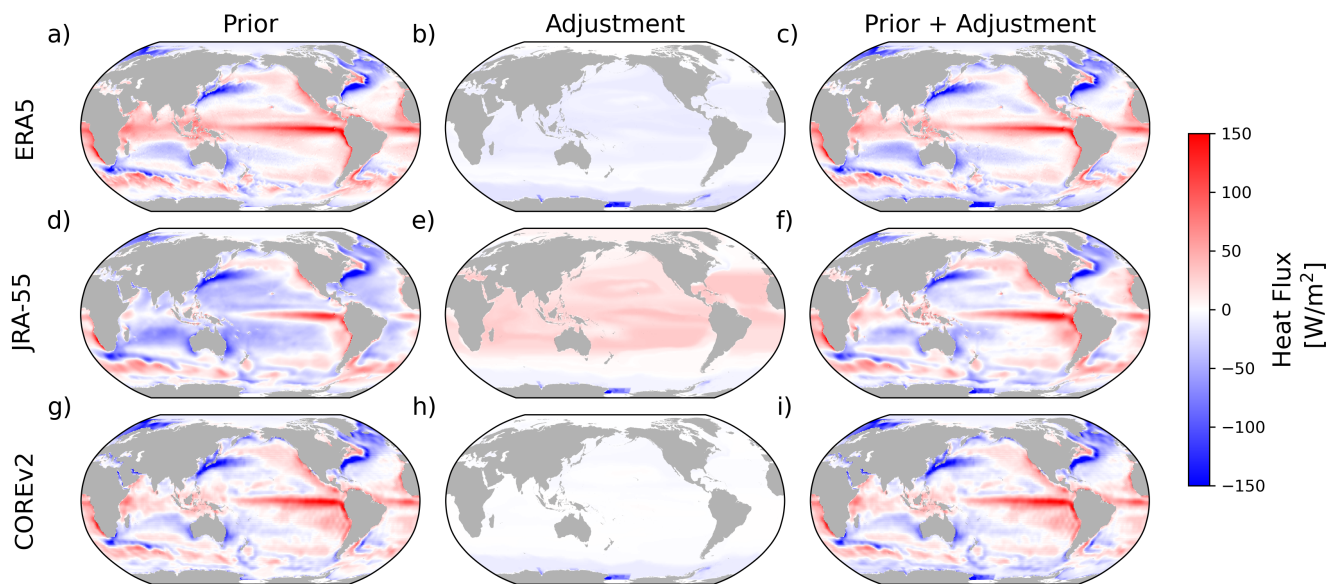 Prior
Adjustment
Prior + Adjustment
a)
b)
c)
ERA5
d)
e)
f)
JRA-55
g)
h)
i)
COREv2
150
100
50
0
−50
−100
−150
Heat Flux
[W/m²]